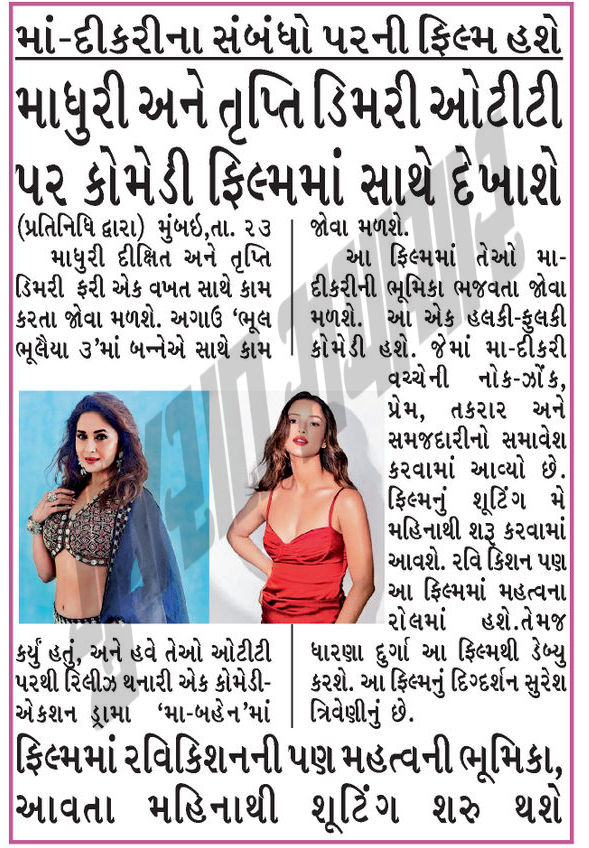 માં-દીકરીના સંબંધો પરની ફિલ્મ હશે
માધુરી અને તૃપ્તિ ડિમરી ઓટીટી
પર કોમેડી ફિલ્મમાં સાથે દેખાશે
(પ્રતિનિધિ દ્વારા) મુંબઇ,તા. ૨૩
માધુરી દીક્ષિત અને તૃપ્તિ
ડિમરી ફરી એક વખત સાથે કામ
કરતા જોવા મળશે. અગાઉ ‘ભૂલ
ભૂલૈયા ૩’માં બન્નેએ સાથે કામ
કર્યું હતું, અને હવે તેઓ ઓટીટી
પરથી રિલીઝ થનારી એક કોમેડી-
એક્શન ડ્રામા ‘મા-બહેન’માં
જોવા મળશે.
આ ફિલ્મમાં તેઓ મા-
દીકરીની ભૂમિકા ભજવતા જોવા
મળશે. આ એક હલકી-ફુલકી
કોમેડી હશે. જેમાં મા-દીકરી
વચ્ચેની નોક-ઝોંક,
પ્રેમ, તકરાર અને
સમજદારીનો સમાવેશ
કરવામાં આવ્યો છે.
ફિલ્મનું શૂટિંગ મે
મહિનાથી શરૂ કરવામાં
આવશે. રવિ કિશન પણ
આ ફિલ્મમાં મહત્વના
રોલમાં હશે.તેમજ
ધારણા દુર્ગા આ ફિલ્મથી ડેબ્યુ
કરશે. આ ફિલ્મનું દિગ્દર્શન સુરેશ
ત્રિવેણીનું છે.
ફિલ્મમાં રવિકિશનની પણ મહત્વની ભૂમિકા,
આવતા મહિનાથી શૂટિંગ શરુ થશે